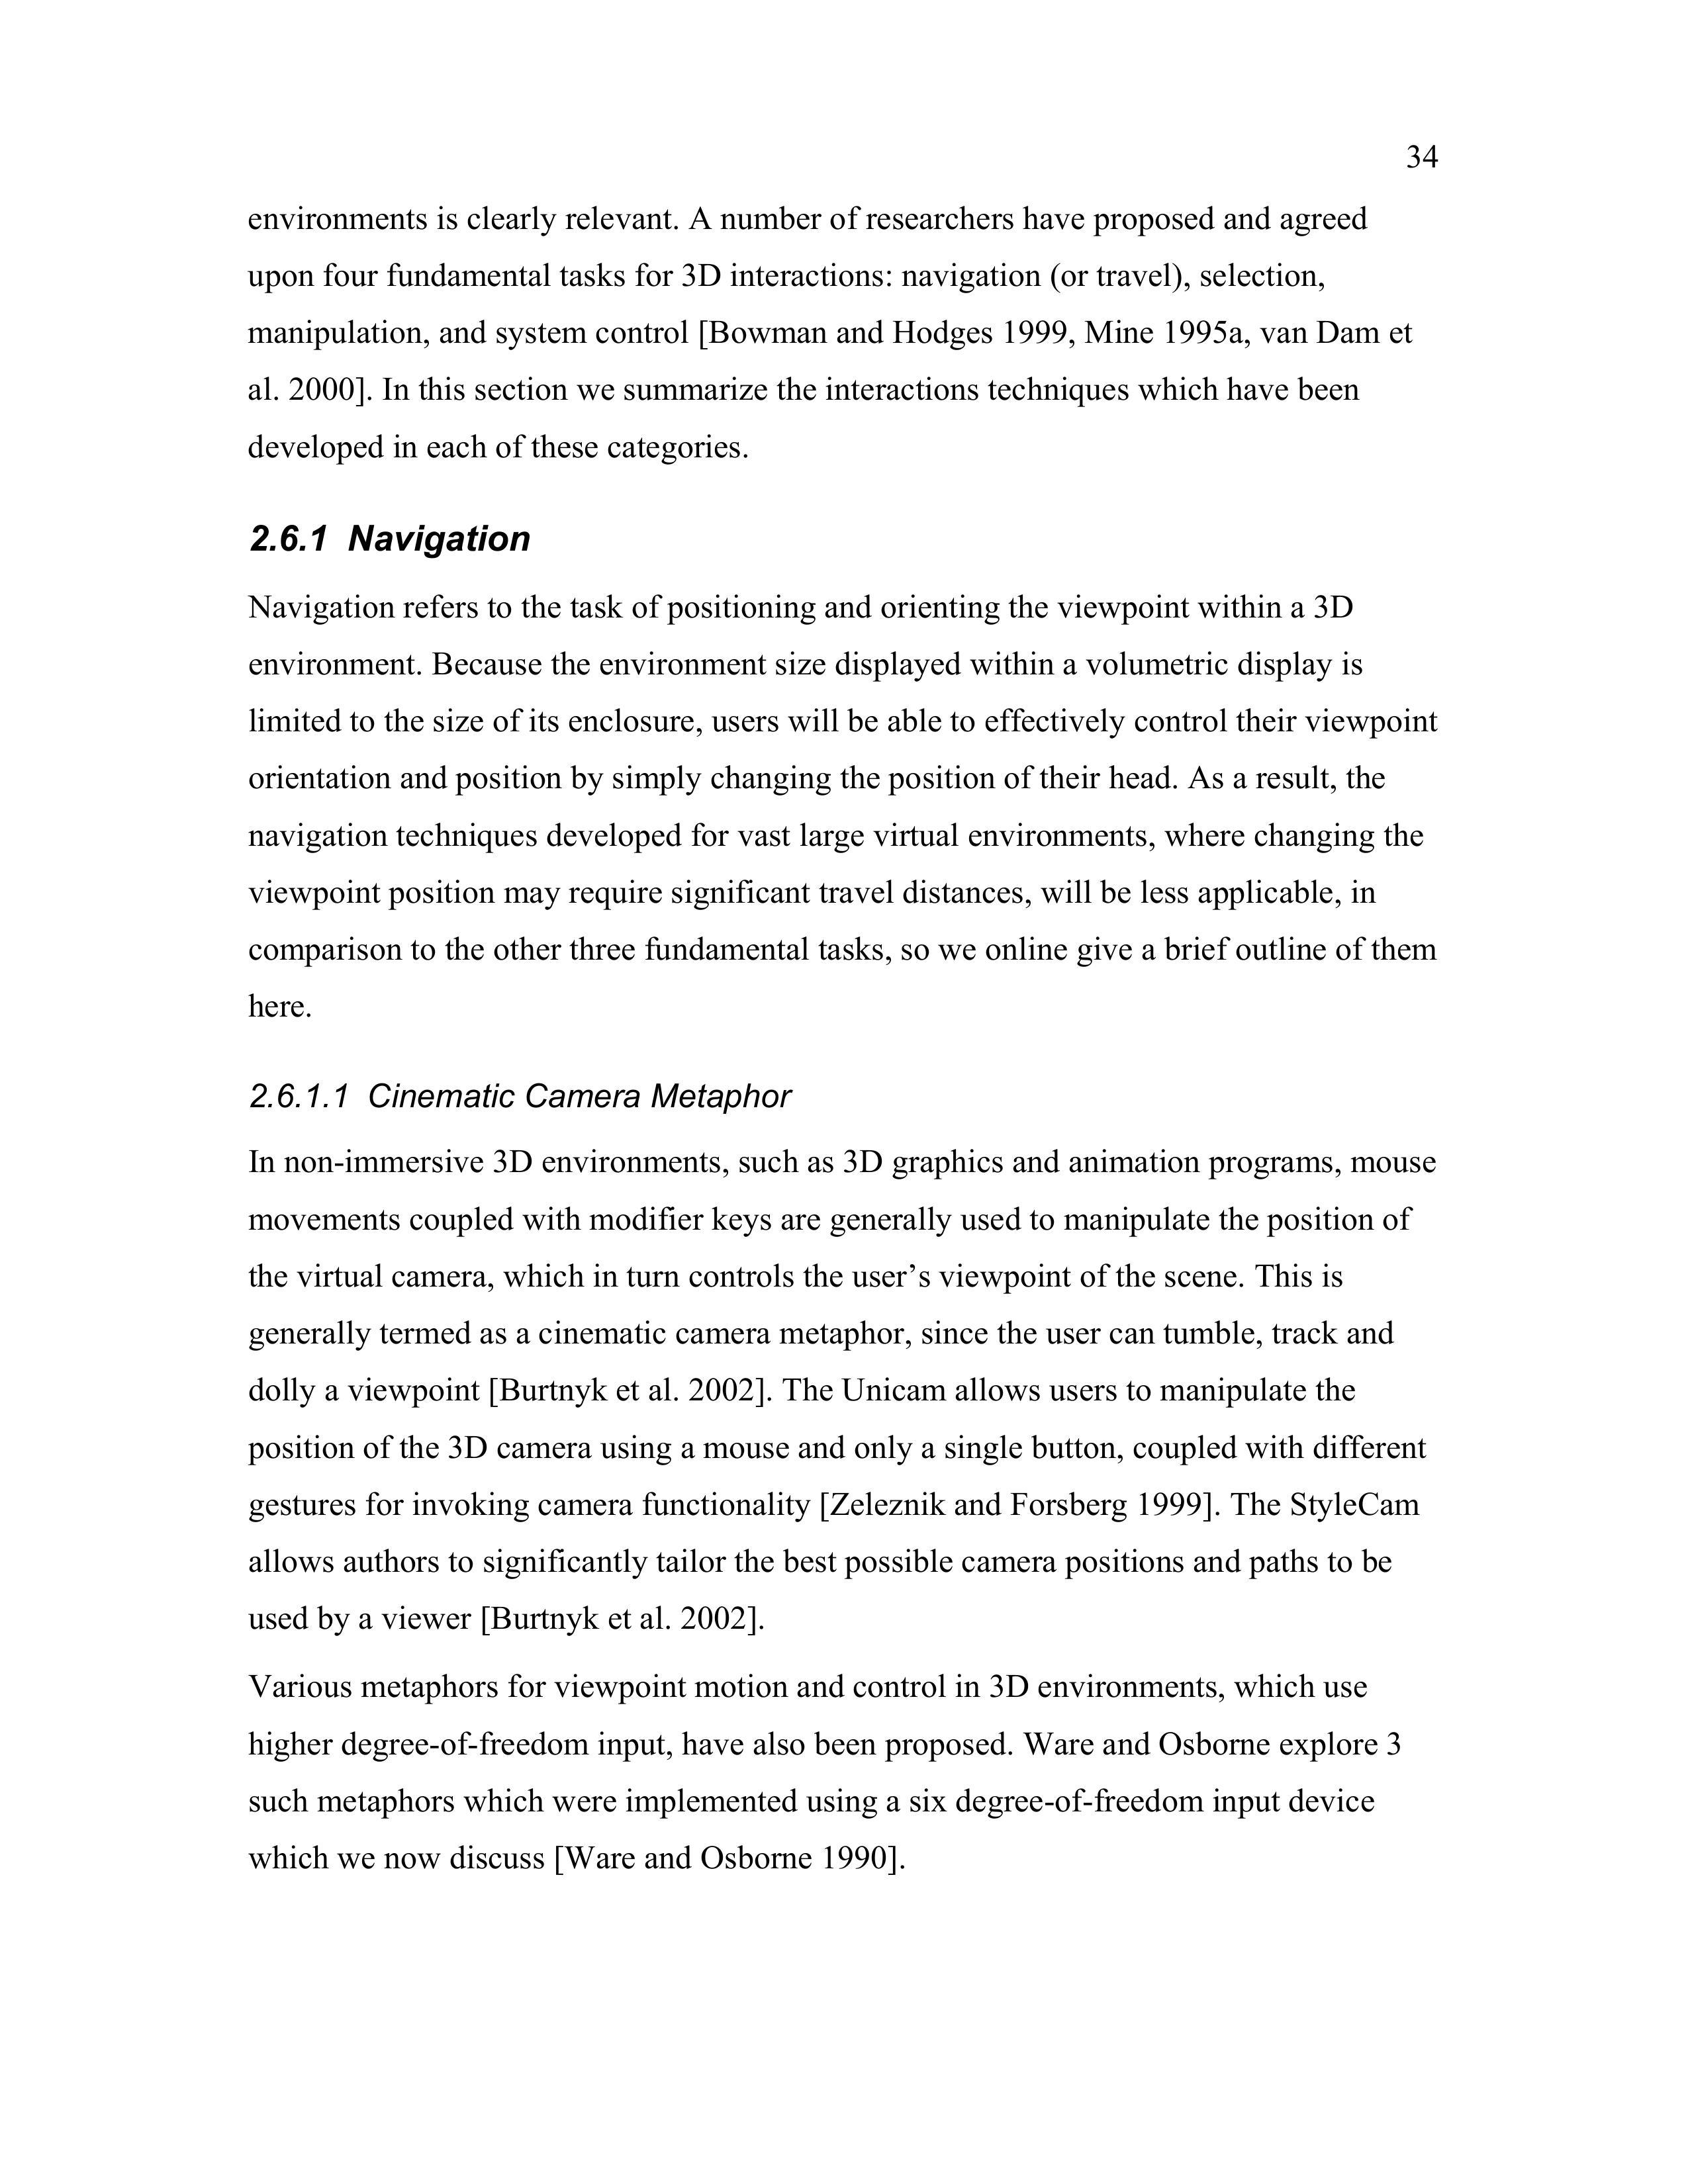 34
environments is clearly relevant. A number of researchers have proposed and agreed
upon four fundamental tasks for 3D interactions: navigation (or travel), selection,
manipulation, and system control [Bowman and Hodges 1999, Mine 1995a, van Dam et
al. 2000]. In this section we summarize the interactions techniques which have been
developed in each of these categories.
2.6.1 Navigation
Navigation refers to the task of positioning and orienting the viewpoint within a 3D
environment. Because the environment size displayed within a volumetric display is
limited to the size of its enclosure, users will be able to effectively control their viewpoint
orientation and position by simply changing the position of their head. As a result, the
navigation techniques developed for vast large virtual environments, where changing the
viewpoint position may require significant travel distances, will be less applicable, in
comparison to the other three fundamental tasks, so we online give a brief outline of them
here.
2.6.1.1 Cinematic Camera Metaphor
In non-immersive 3D environments, such as 3D graphics and animation programs, mouse
movements coupled with modifier keys are generally used to manipulate the position of
the virtual camera, which in turn controls the user’s viewpoint of the scene. This is
generally termed as a cinematic camera metaphor, since the user can tumble, track and
dolly a viewpoint [Burtnyk et al. 2002]. The Unicam allows users to manipulate the
position of the 3D camera using a mouse and only a single button, coupled with different
gestures for invoking camera functionality [Zeleznik and Forsberg 1999]. The StyleCam
allows authors to significantly tailor the best possible camera positions and paths to be
used by a viewer [Burtnyk et al. 2002].
Various metaphors for viewpoint motion and control in 3D environments, which use
higher degree-of-freedom input, have also been proposed. Ware and Osborne explore 3
such metaphors which were implemented using a six degree-of-freedom input device
which we now discuss [Ware and Osborne 1990].